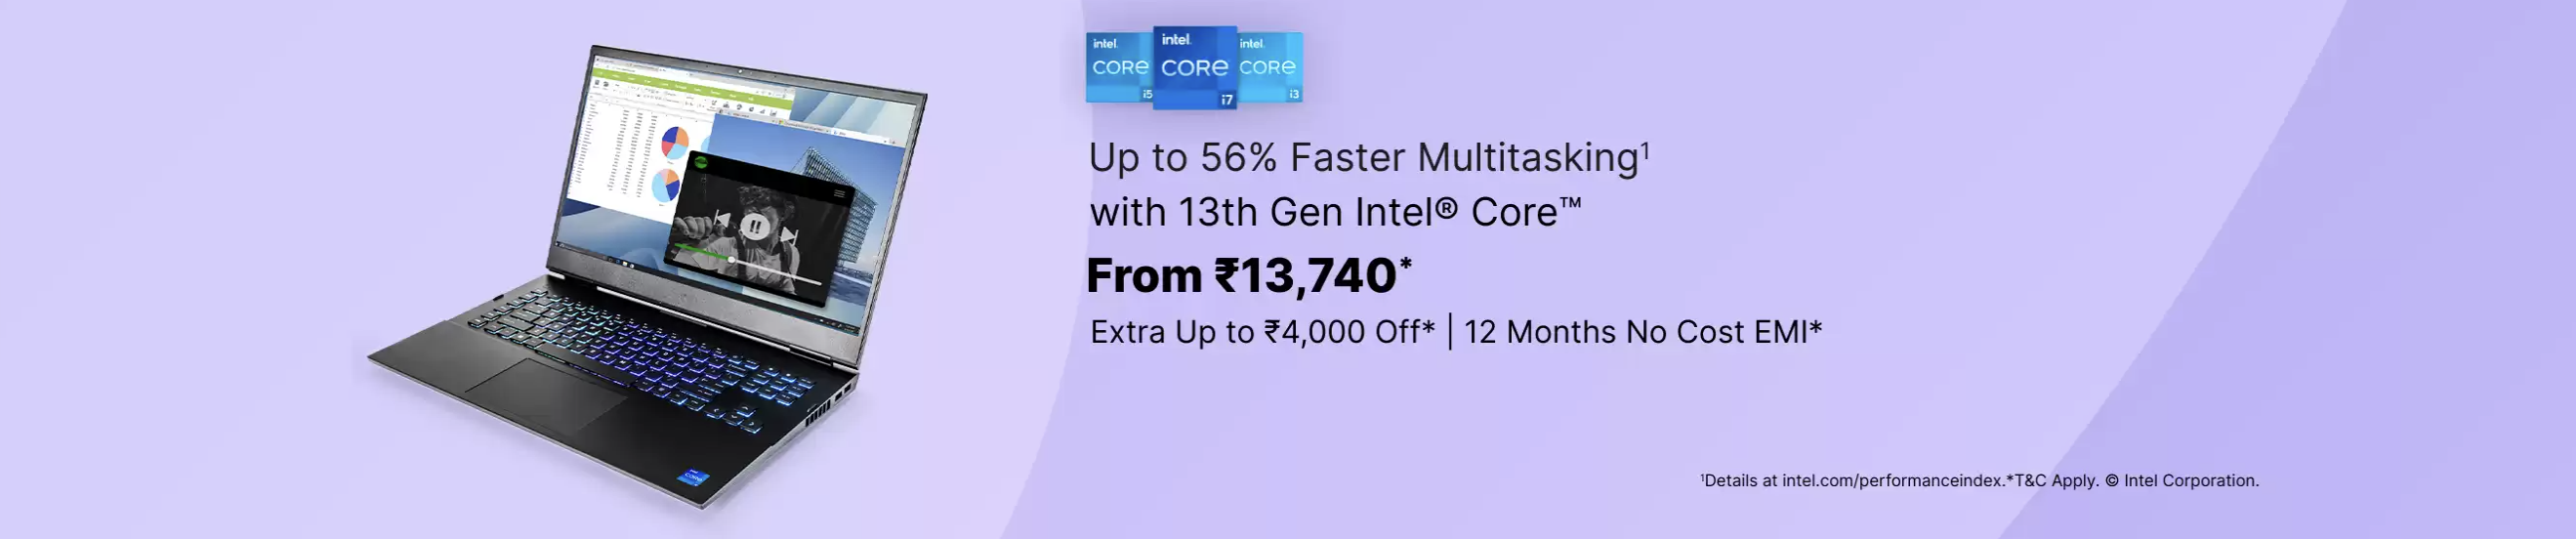 intel.
CORE
i5
intel.
CORE
i7
intel.
CORE
i3
Up to 56% Faster Multitasking¹
with 13th Gen Intel® Core™
From ₹13,740*
Extra Up to ₹4,000 Off* | 12 Months No Cost EMI*
¹Details at intel.com/performanceindex.*T&C Apply. © Intel Corporation.